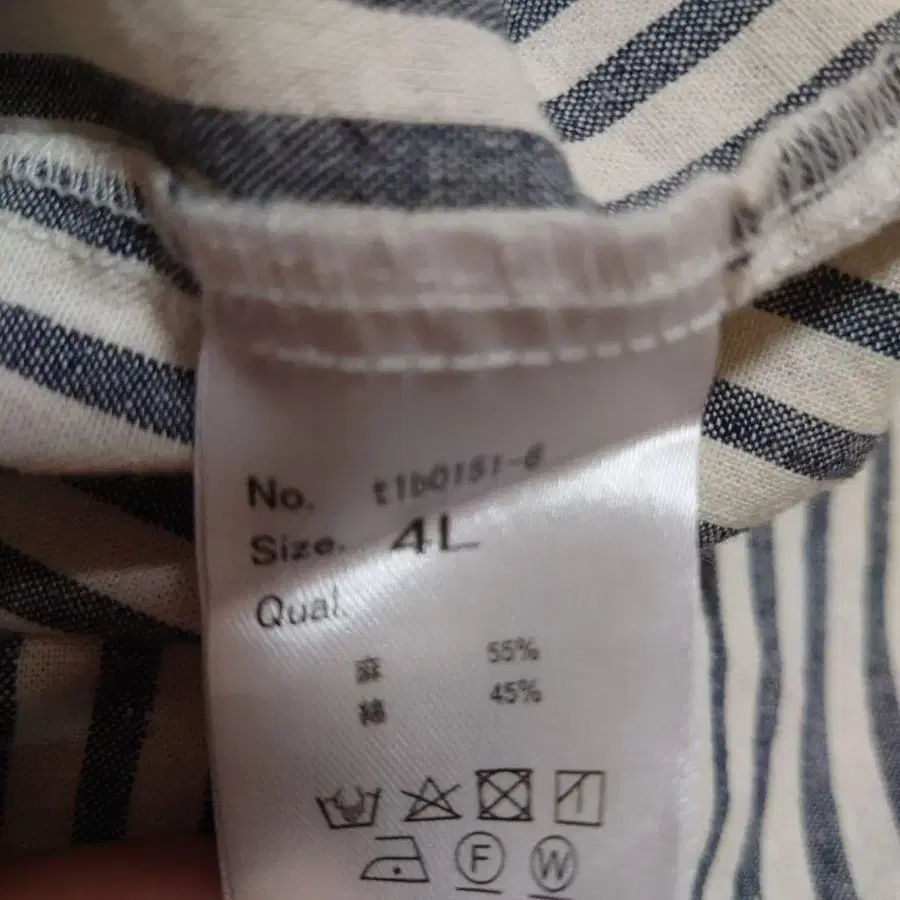 No. t1b0151-6
Size. 4L
Qual.
麻 55%
綿 45%
F W